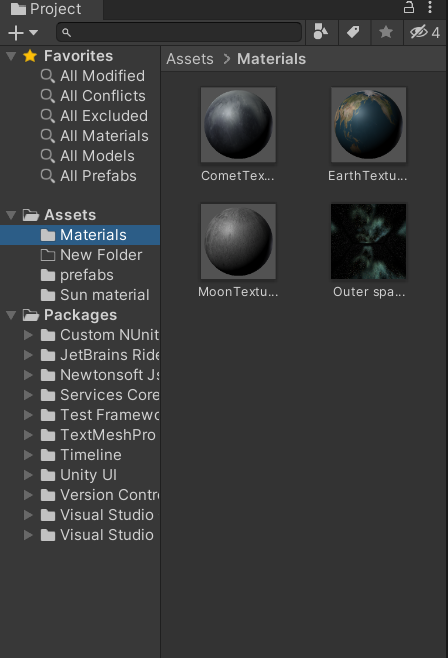 Project
4
Favorites
All Modified
All Conflicts
All Excluded
All Materials
All Models
All Prefabs
Assets
Materials
New Folder
prefabs
Sun material
Packages
Custom NUnit
JetBrains Ride
Newtonsoft Js
Services Core
Test Framewo
TextMeshPro
Timeline
Unity UI
Version Contro
Visual Studio
Visual Studio
Assets > Materials
CometTex...
EarthTextu...
MoonTextu...
Outer spa...